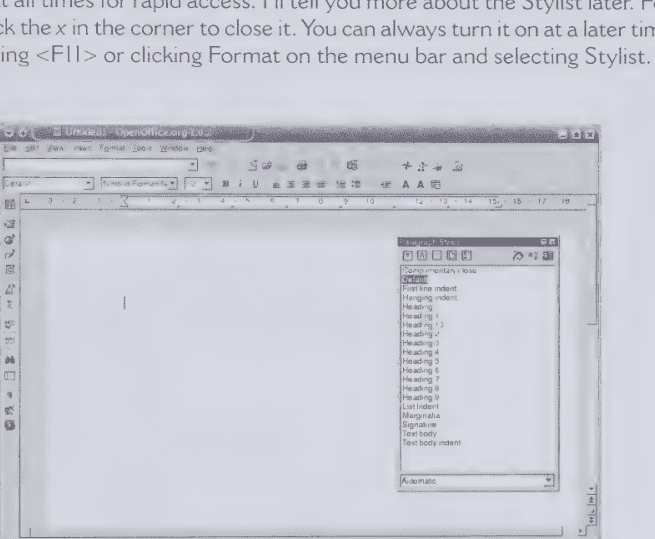 at all times for rapid access. I'll tell you more about the Stylist later. F
ck the x in the corner to close it. You can always turn it on at a later tim
ing <F11> or clicking Format on the menu bar and selecting Stylist.
Untitled1 - OpenOffice.org 1.0.2
File Edit View Insert Format Tools Window Help
Default
B i U
A A
Paragraph Styles
Complimentary close
Default
First line indent
Hanging indent
Heading
Heading 1
Heading 10
Heading 2
Heading 3
Heading 4
Heading 5
Heading 6
Heading 7
Heading 8
Heading 9
List Indent
Marginalia
Signature
Text body
Text body indent
Automatic